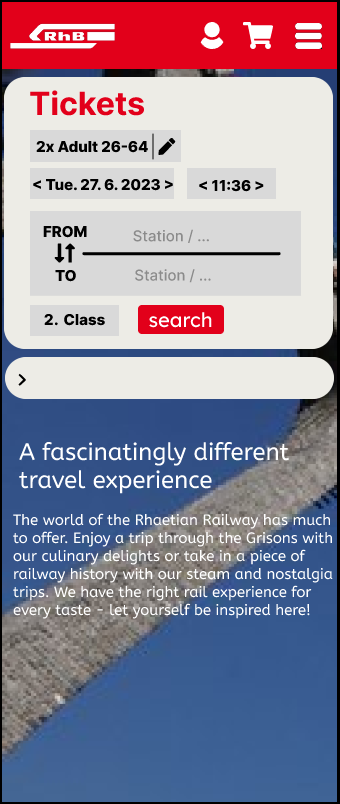 RhB
Tickets
2x Adult 26-64
< Tue. 27. 6. 2023 >
< 11:36 >
FROM
Station / ...
TO
Station / ...
2. Class
search
>
A fascinatingly different
travel experience
The world of the Rhaetian Railway has much
to offer. Enjoy a trip through the Grisons with
our culinary delights or take in a piece of
railway history with our steam and nostalgia
trips. We have the right rail experience for
every taste - let yourself be inspired here!